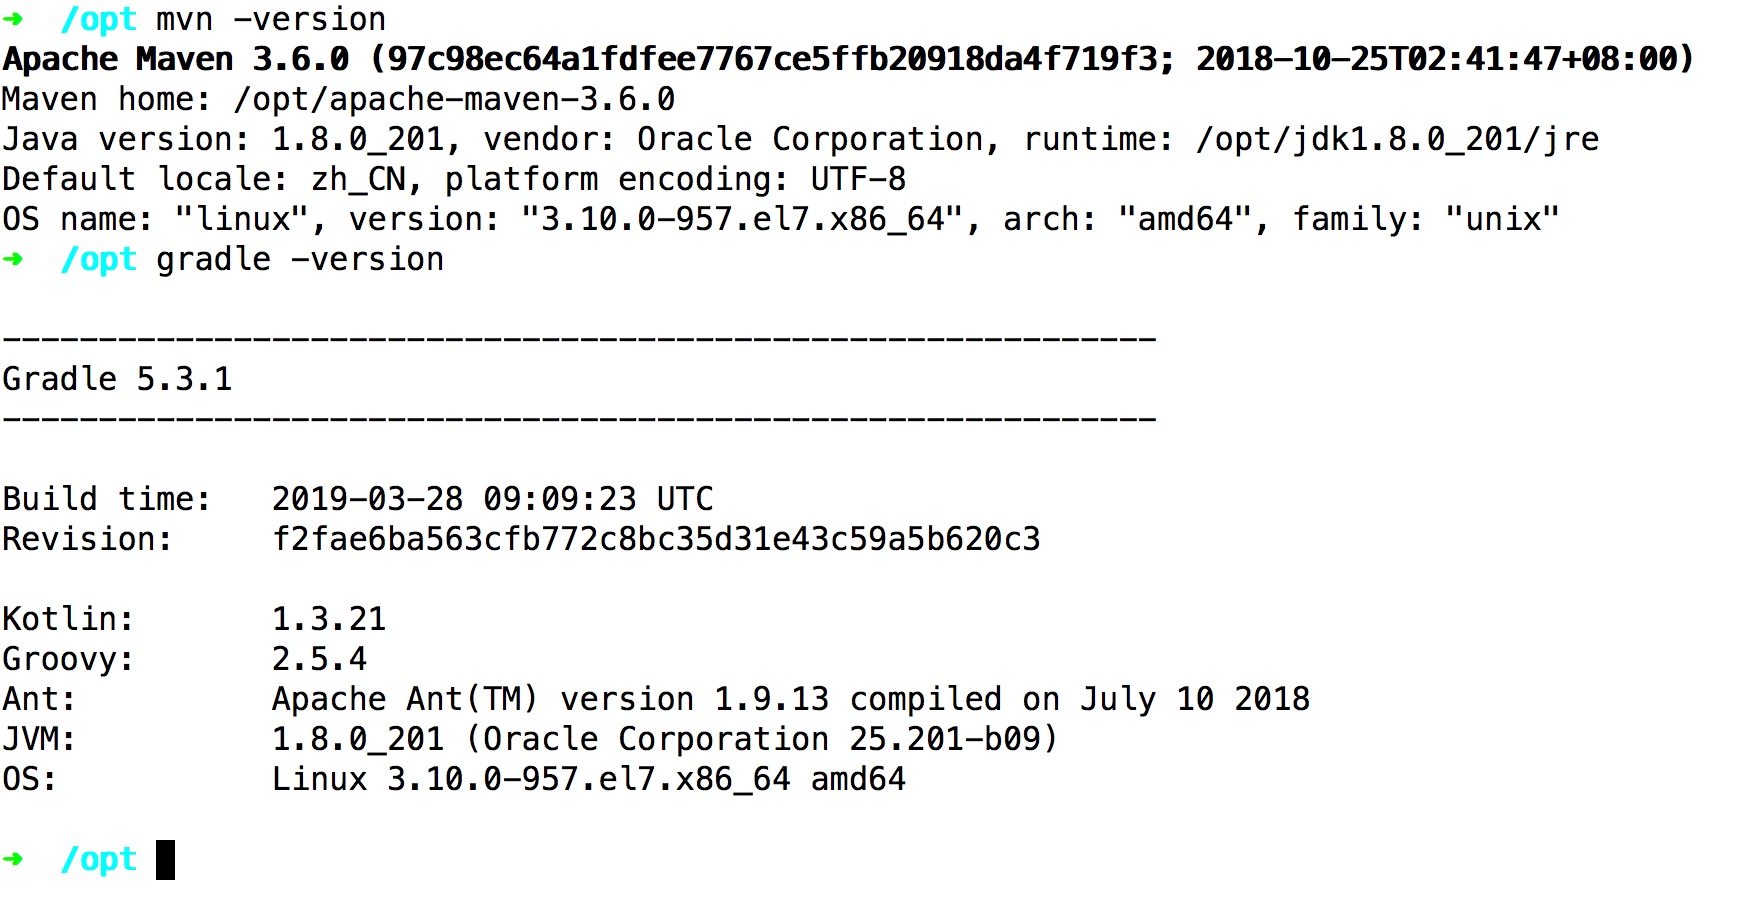 ➜  /opt mvn -version
Apache Maven 3.6.0 (97c98ec64a1fdfee7767ce5ffb20918da4f719f3; 2018-10-25T02:41:47+08:00)
Maven home: /opt/apache-maven-3.6.0
Java version: 1.8.0_201, vendor: Oracle Corporation, runtime: /opt/jdk1.8.0_201/jre
Default locale: zh_CN, platform encoding: UTF-8
OS name: "linux", version: "3.10.0-957.el7.x86_64", arch: "amd64", family: "unix"
➜  /opt gradle -version
------------------------------------------------------------
Gradle 5.3.1
------------------------------------------------------------
Build time:   2019-03-28 09:09:23 UTC
Revision:     f2fae6ba563cfb772c8bc35d31e43c59a5b620c3
Kotlin:       1.3.21
Groovy:       2.5.4
Ant:          Apache Ant(TM) version 1.9.13 compiled on July 10 2018
JVM:          1.8.0_201 (Oracle Corporation 25.201-b09)
OS:           Linux 3.10.0-957.el7.x86_64 amd64
➜  /opt